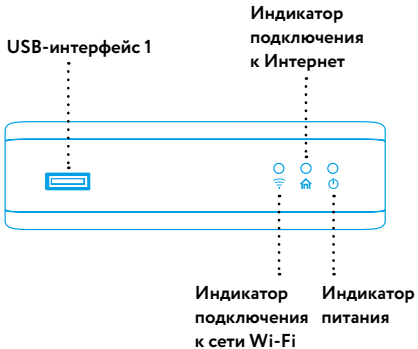 Индикатор
подключения
к Интернет
USB-интерфейс 1
Индикатор
подключения
к сети Wi-Fi
Индикатор
питания